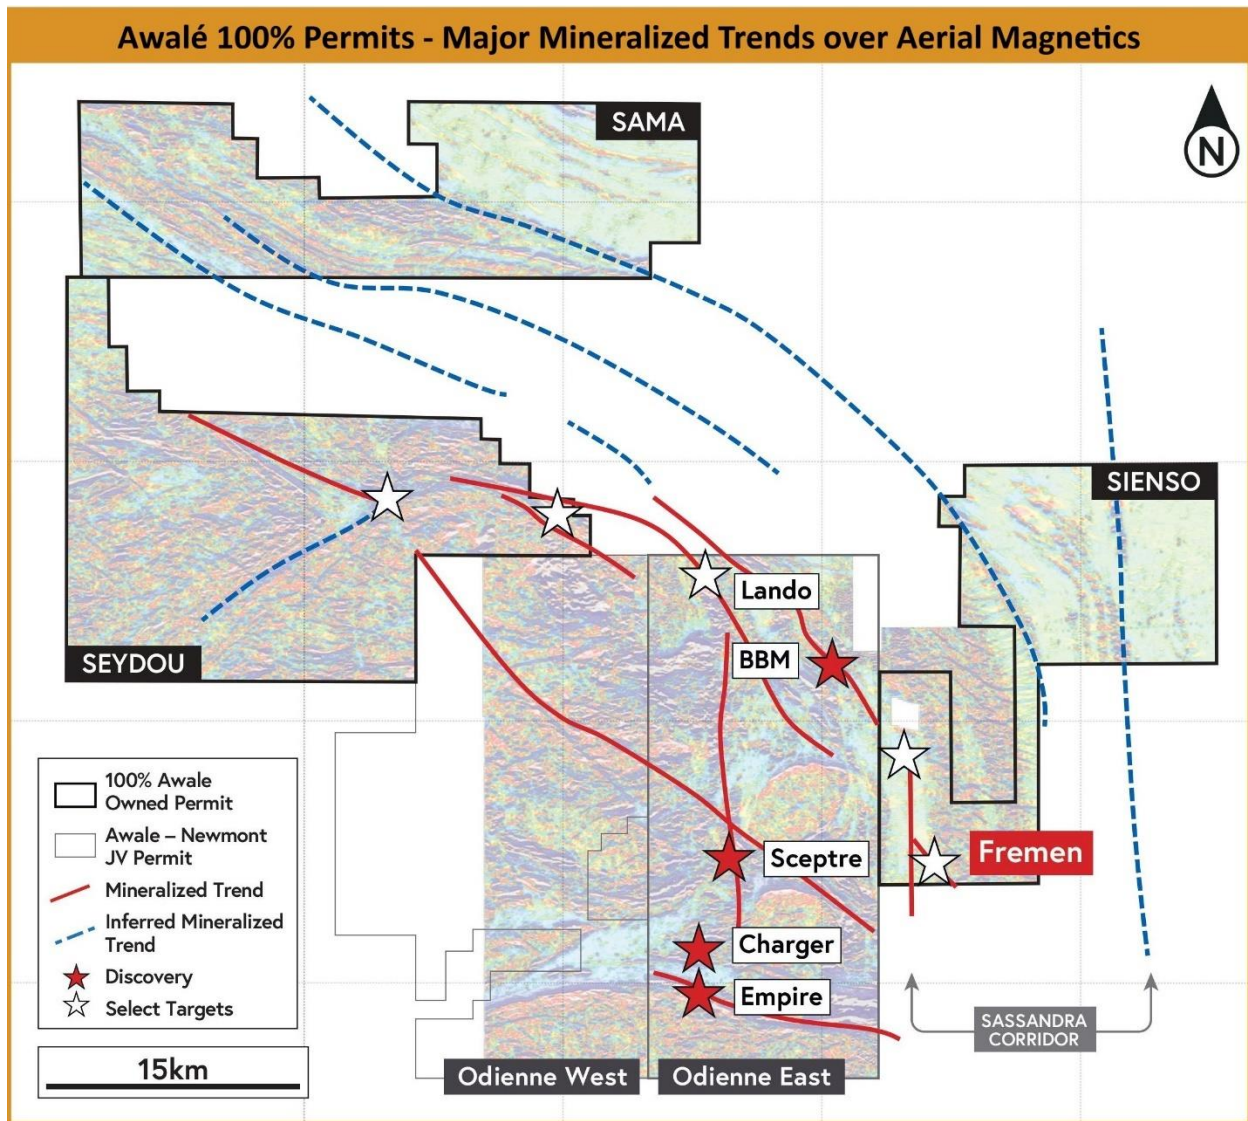 Awalé 100% Permits - Major Mineralized Trends over Aerial Magnetics
SAMA
N
SIENSO
Lando
BBM
SEYDOU
Fremen
Sceptre
Charger
Empire
100% Awale
Owned Permit
Awale – Newmont
JV Permit
Mineralized Trend
Inferred Mineralized
Trend
Discovery
Select Targets
15km
SASSANDRA
CORRIDOR
Odienne West
Odienne East